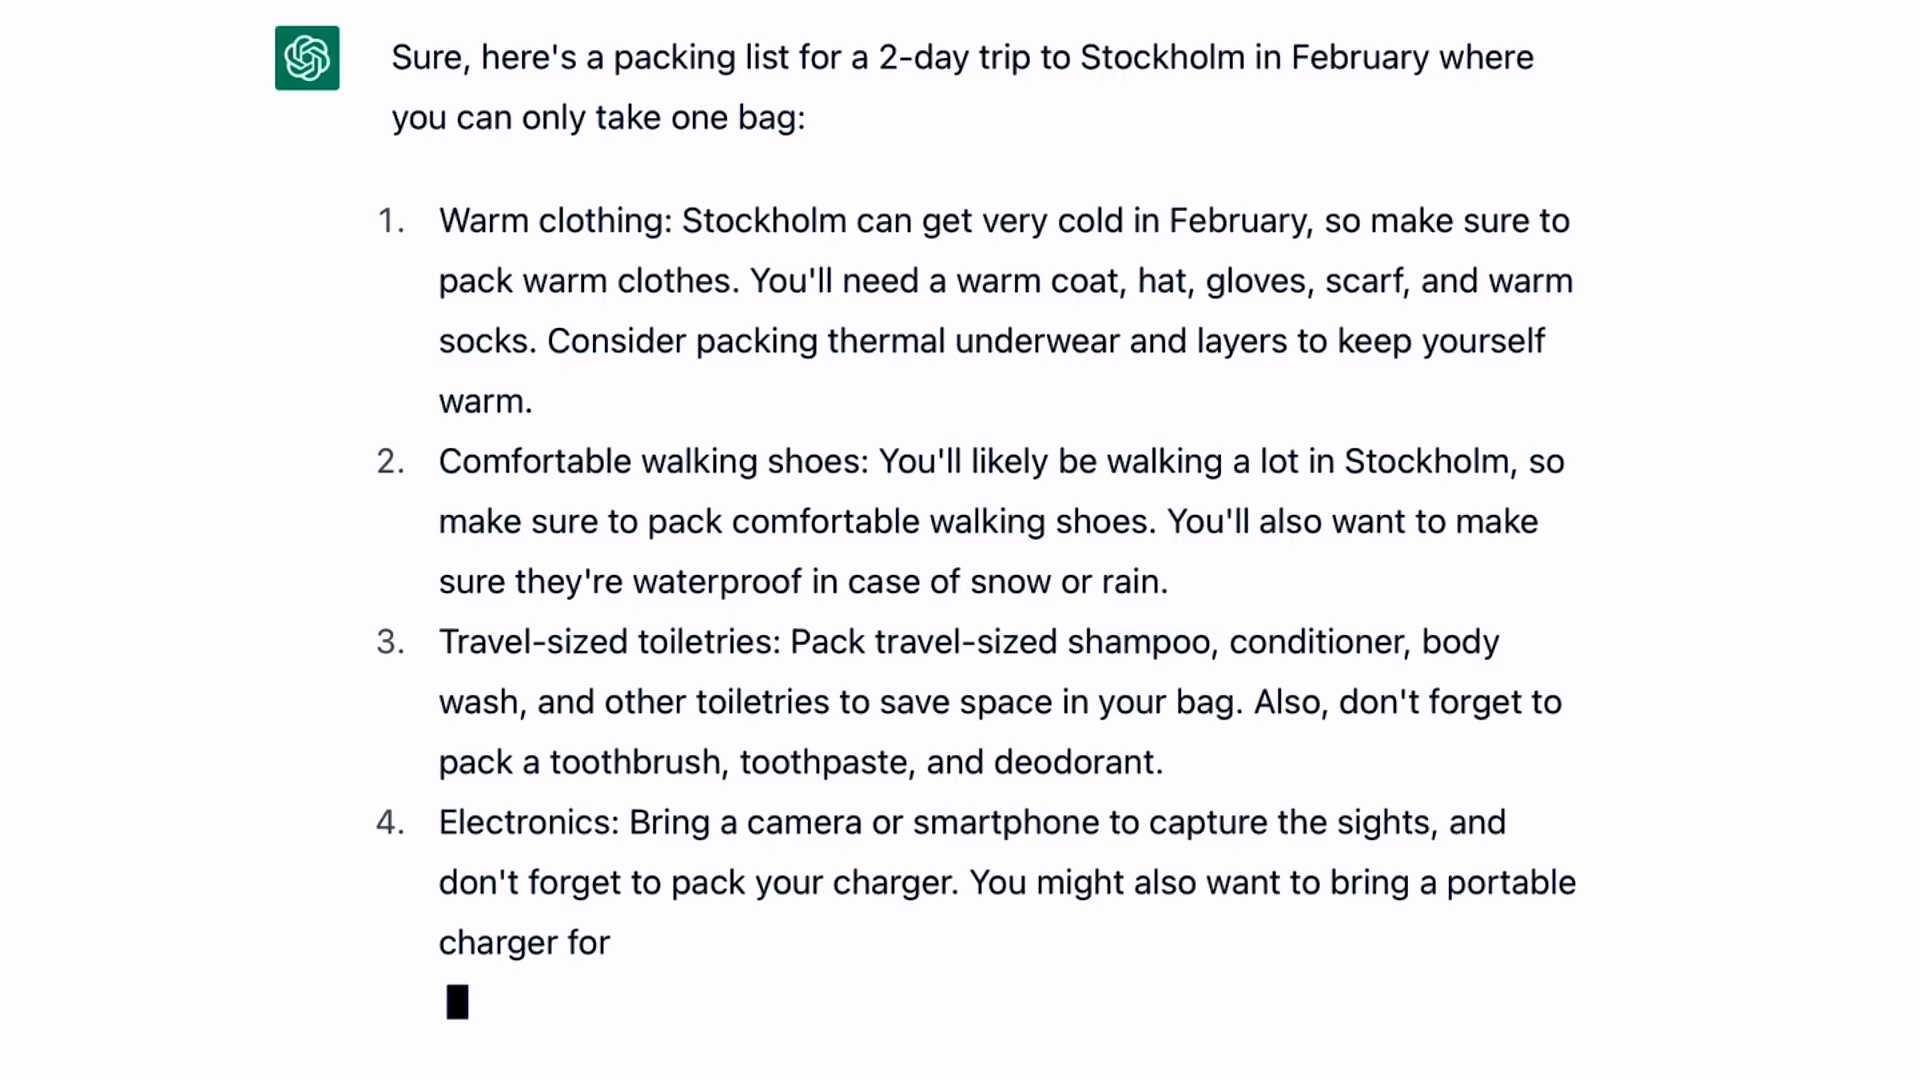 Sure, here's a packing list for a 2-day trip to Stockholm in February where
you can only take one bag:
1. Warm clothing: Stockholm can get very cold in February, so make sure to
pack warm clothes. You'll need a warm coat, hat, gloves, scarf, and warm
socks. Consider packing thermal underwear and layers to keep yourself
warm.
2. Comfortable walking shoes: You'll likely be walking a lot in Stockholm, so
make sure to pack comfortable walking shoes. You'll also want to make
sure they're waterproof in case of snow or rain.
3. Travel-sized toiletries: Pack travel-sized shampoo, conditioner, body
wash, and other toiletries to save space in your bag. Also, don't forget to
pack a toothbrush, toothpaste, and deodorant.
4. Electronics: Bring a camera or smartphone to capture the sights, and
don't forget to pack your charger. You might also want to bring a portable
charger for